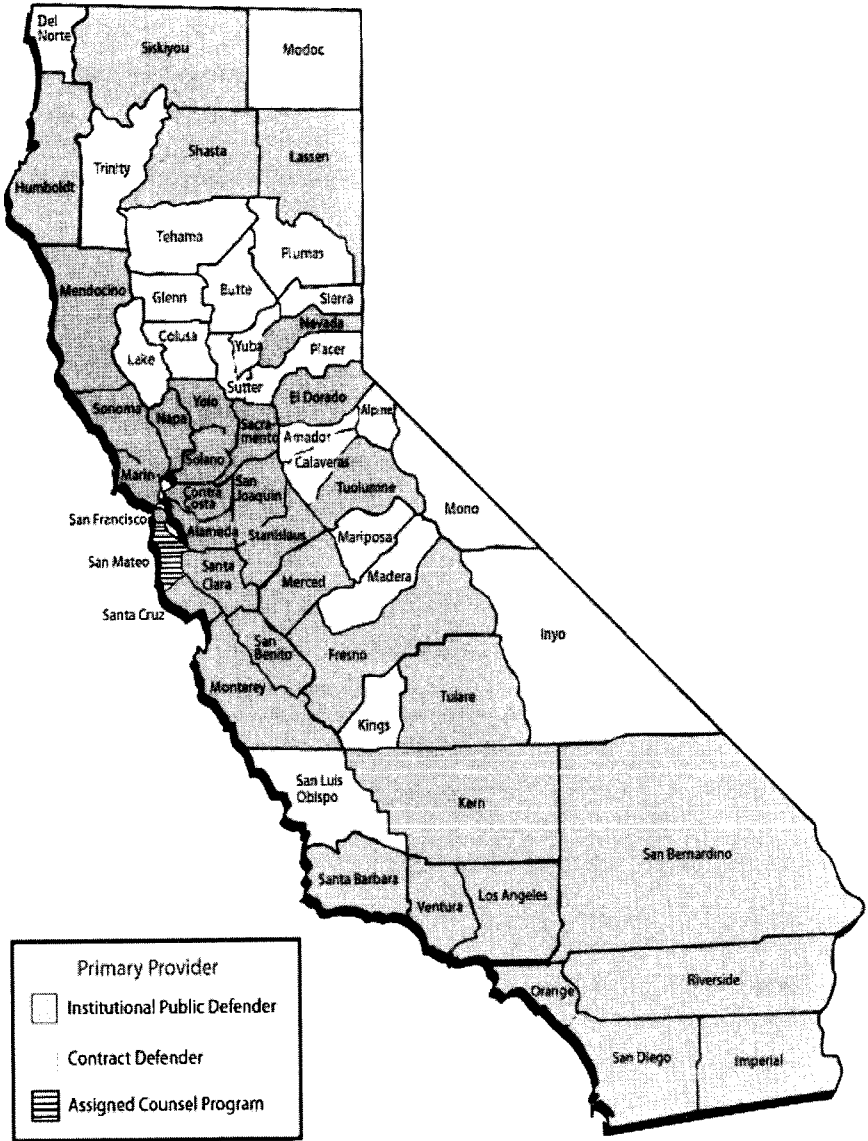 Del
Norte
Siskiyou
Modoc
Humboldt
Trinity
Shasta
Lassen
Tehama
Plumas
Mendocino
Glenn
Butte
Sierra
Colusa
Nevada
Lake
Yuba
Placer
Sutter
El Dorado
Sonoma
Napa
Yolo
Sacra-
mento
Alpine
Amador
Marin
Solano
Calaveras
Contra
Costa
San
Joaquin
Tuolumne
Mono
San Francisco
Alameda
Stanislaus
Mariposa
San Mateo
Santa
Clara
Merced
Madera
Santa Cruz
San
Benito
Fresno
Inyo
Monterey
Tulare
Kings
San Luis
Obispo
Kern
San Bernardino
Santa Barbara
Ventura
Los Angeles
Orange
Riverside
San Diego
Imperial
Primary Provider
Institutional Public Defender
Contract Defender
Assigned Counsel Program